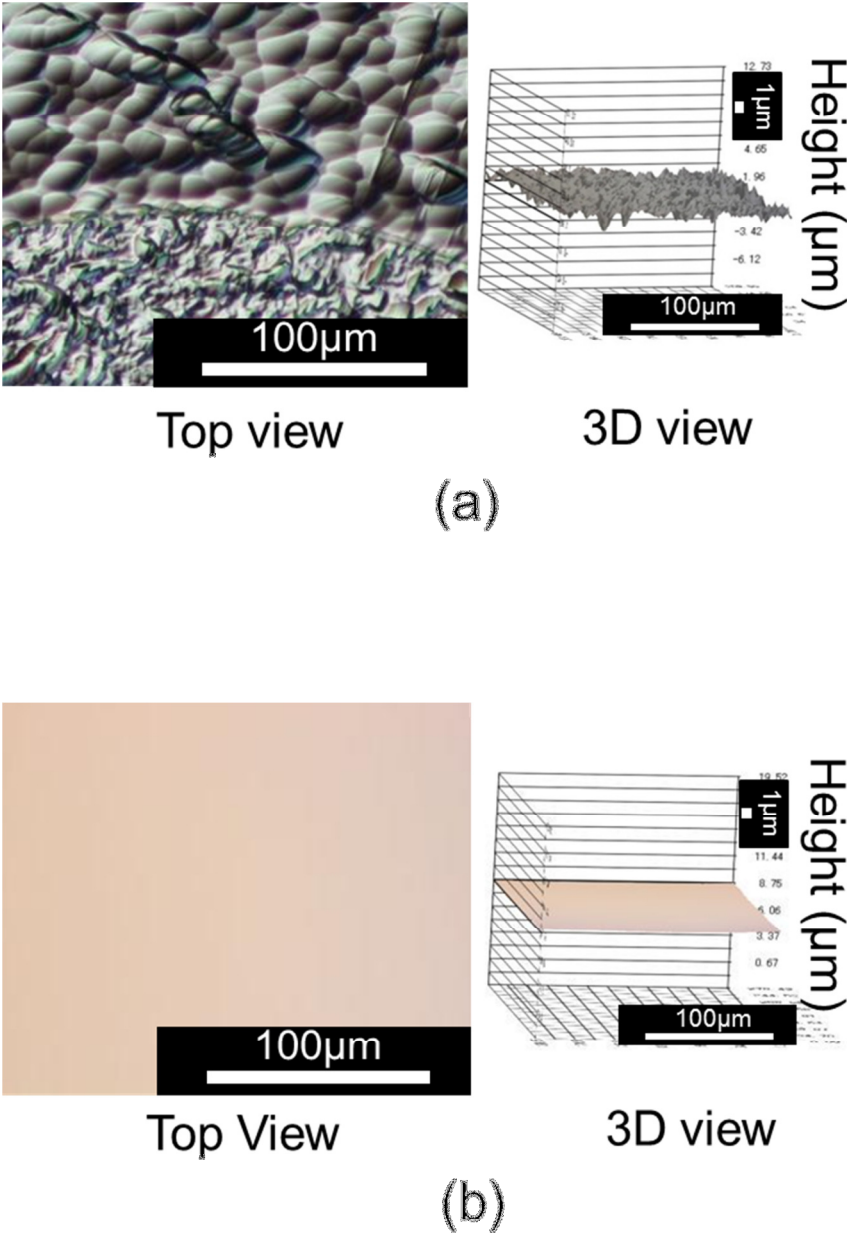 12.73
1µm
4.65
1.96
-3.42
-6.12
Height (µm)
100µm
100µm
Top view
3D view
(a)
19.52
1µm
11.44
8.75
6.06
3.37
0.67
Height (µm)
100µm
100µm
Top View
3D view
(b)